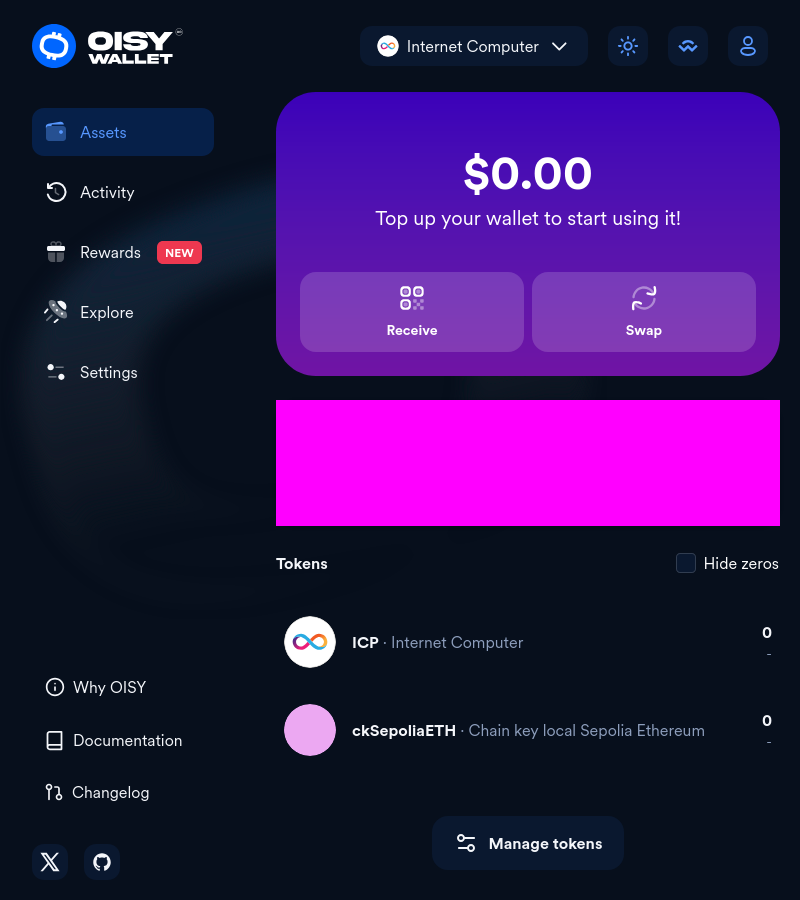 OISY
WALLET
Internet Computer
Assets
Activity
Rewards NEW
Explore
Settings
$0.00
Top up your wallet to start using it!
Receive
Swap
Tokens
Hide zeros
ICP · Internet Computer
0
-
ckSepoliaETH · Chain key local Sepolia Ethereum
0
-
Why OISY
Documentation
Changelog
Manage tokens